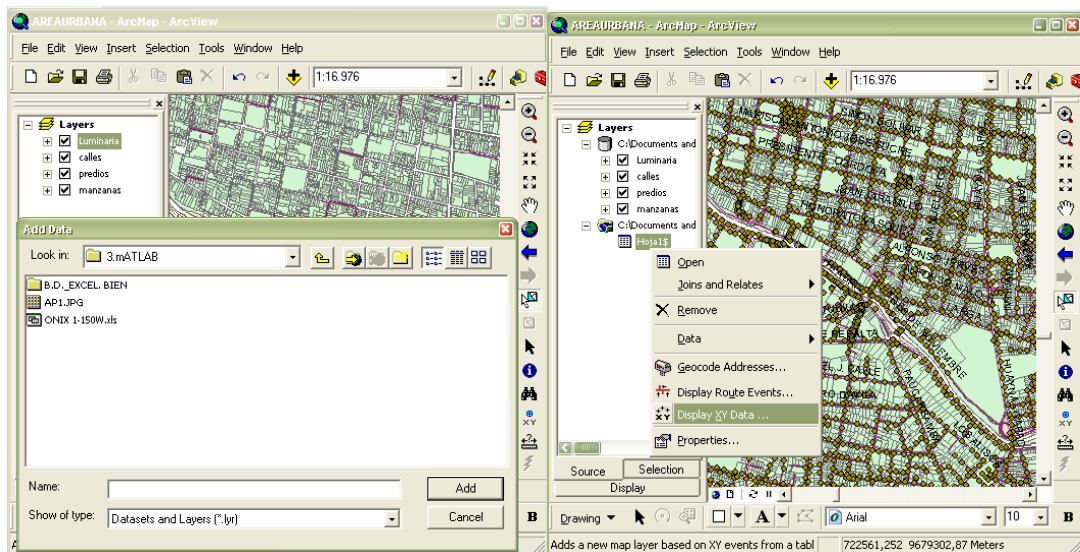 AREAURBANA - ArcMap - ArcView
File Edit View Insert Selection Tools Window Help
1:16.976
Layers
Luminaria
calles
predios
manzanas
Add Data
Look in: 3.mATLAB
B.D._EXCEL. BIEN
AP1.JPG
ONIX 1-150W.xls
Name:
Add
Show of type: Datasets and Layers (*.lyr)
Cancel
B
AREAURBANA - ArcMap - ArcView
File Edit View Insert Selection Tools Window Help
1:16.976
Layers
C:\Documents and
Luminaria
calles
predios
manzanas
C:\Documents and
Hoja1$
Open
Joins and Relates
Remove
Data
Geocode Addresses...
Display Route Events...
Display XY Data ...
Properties...
SIMON BOLIVAR
PRESIDENTE CORDOVA
XY
Source Selection
Display
Drawing A Arial 10 B
Adds a new map layer based on XY events from a tabl 722561,252 9679302,87 Meters